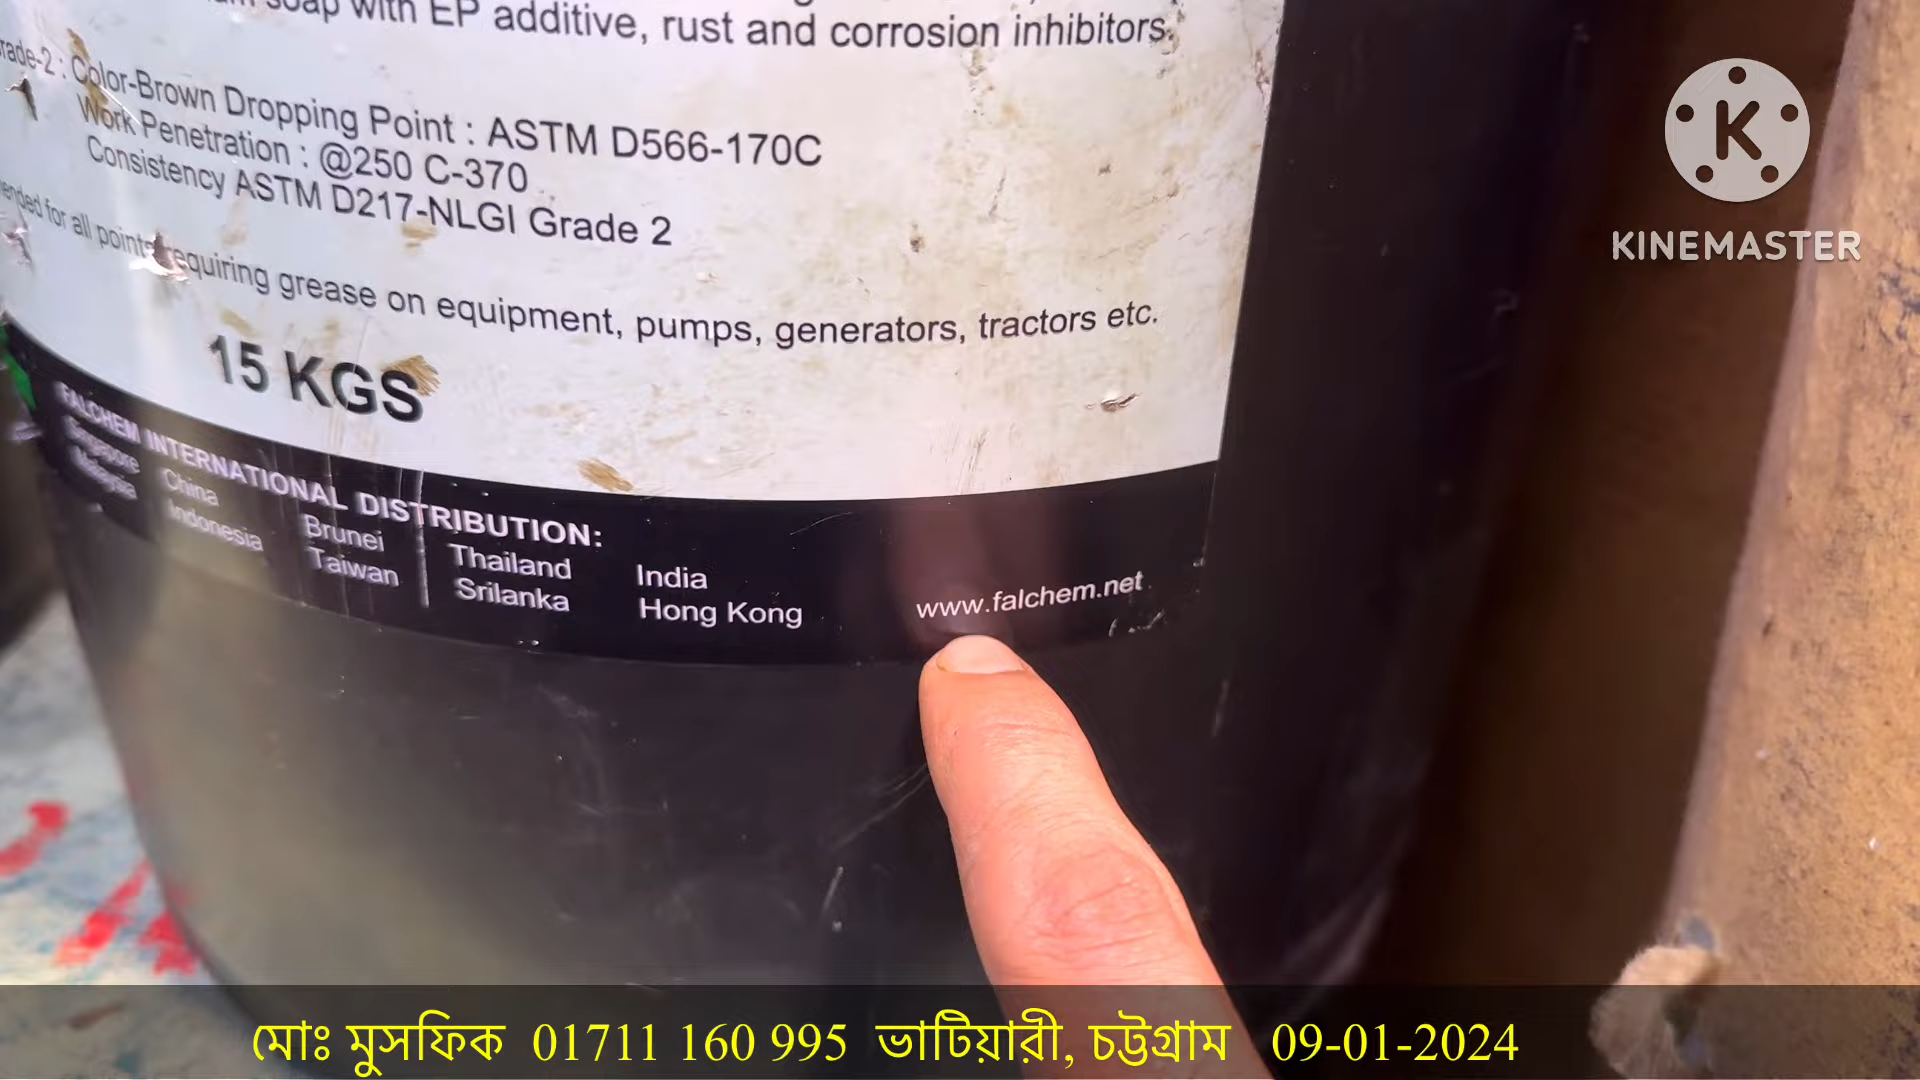 soap with EP additive, rust and corrosion inhibitors.
Color-Brown Dropping Point : ASTM D566-170C
Work Penetration : @250 C-370
Consistency ASTM D217-NLGI Grade 2
for all points requiring grease on equipment, pumps, generators, tractors etc.
15 KGS
FALCHEM INTERNATIONAL DISTRIBUTION:
Singapore China Brunei Thailand India
Malaysia Indonesia Taiwan Srilanka Hong Kong
www.falchem.net
K
KINEMASTER
মোঃ মুসফিক 01711 160 995 ভাটিয়ারী, চট্টগ্রাম 09-01-2024